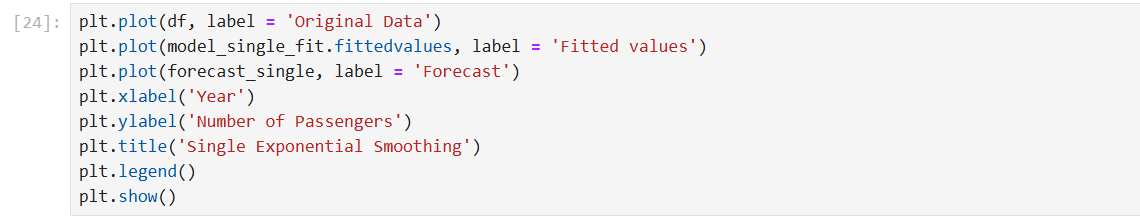 [24]: plt.plot(df, label = 'Original Data')
plt.plot(model_single_fit.fittedvalues, label = 'Fitted values')
plt.plot(forecast_single, label = 'Forecast')
plt.xlabel('Year')
plt.ylabel('Number of Passengers')
plt.title('Single Exponential Smoothing')
plt.legend()
plt.show()